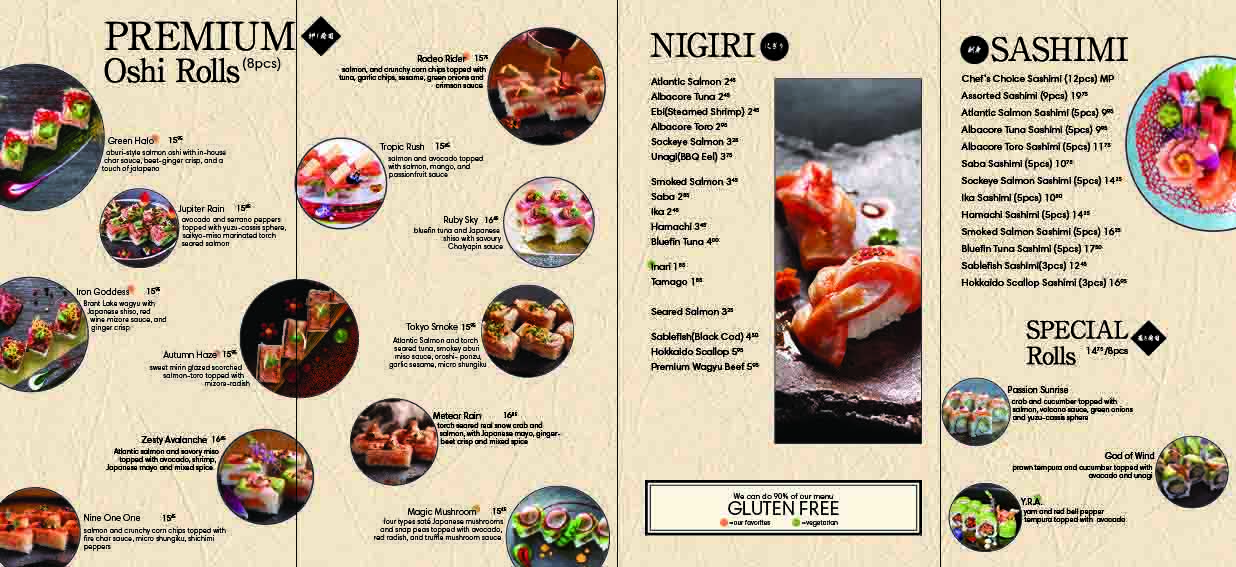 PREMIUM
Oshi Rolls (8pcs)
Green Halo 15
aburi-style salmon oshi with in-house
char sauce, beet-ginger crisp, and a
touch of jalapeno
Jupiter Rain 15
avocado and serrano peppers
topped with yuzu-cassis sphere,
saikyo-miso marinated torch
seared salmon
Iron Goddess 15
Brant Lake wagyu with
Japanese shiso, red
wine mizore sauce, and
ginger crisp
Autumn Haze 15
sweet mirin glazed scorched
salmon-toro topped with
mizore-radish
Zesty Avalanche 16
Atlantic salmon and savory miso
topped with avocado, shrimp,
Japanese mayo and mixed spice.
Nine One One 15
salmon and crunchy corn chips topped with
fire char sauce, micro shungiku, shichimi
peppers
Rodeo Rider 15
salmon, and crunchy corn chips topped with
tuna, garlic chips, sesame, green onions and
crimson sauce
Tropic Rush 15
salmon and avocado topped
with salmon, mango, and
passionfruit sauce
Ruby Sky 16
bluefin tuna and Japanese
shiso with savoury
Chalyapin sauce
Tokyo Smoke 15
Atlantic Salmon and torch
seared tuna, smokey aburi
miso sauce, oroshi- ponzu,
garlic sesame, micro shungiku
Meteor Rain 16
torch seared real snow crab and
salmon, with Japanese mayo, ginger-
beet crisp and mixed spice
Magic Mushroom 15
four types saté Japanese mushrooms
and snap peas topped with avocado,
red radish, and truffle mushroom sauce
NIGIRI にぎり
Atlantic Salmon 2
Albacore Tuna 2
Ebi(Steamed Shrimp) 2
Albacore Toro 2
Sockeye Salmon 3
Unagi(BBQ Eel) 3
Smoked Salmon 3
Saba 2
Ika 2
Hamachi 3
Bluefin Tuna 4
Inari 1
Tamago 1
Seared Salmon 3
Sablefish(Black Cod) 4
Hokkaido Scallop 5
Premium Wagyu Beef 5
We can do 90% of our menu
GLUTEN FREE
=our favorites =vegetarian
SASHIMI
Chef's Choice Sashimi (12pcs) MP
Assorted Sashimi (9pcs) 19
Atlantic Salmon Sashimi (5pcs) 9
Albacore Tuna Sashimi (5pcs) 9
Albacore Toro Sashimi (5pcs) 11
Saba Sashimi (5pcs) 10
Sockeye Salmon Sashimi (5pcs) 14
Ika Sashimi (5pcs) 10
Hamachi Sashimi (5pcs) 14
Smoked Salmon Sashimi (5pcs) 16
Bluefin Tuna Sashimi (5pcs) 17
Sablefish Sashimi(3pcs) 12
Hokkaido Scallop Sashimi (3pcs) 16
SPECIAL
Rolls 14 /8pcs
Passion Sunrise
crab and cucumber topped with
salmon, volcano sauce, green onions
and yuzu-cassis sphere
God of Wind
prawn tempura and cucumber topped with
avocado and unagi
Y.R.A.
yam and red bell pepper
tempura topped with avocado